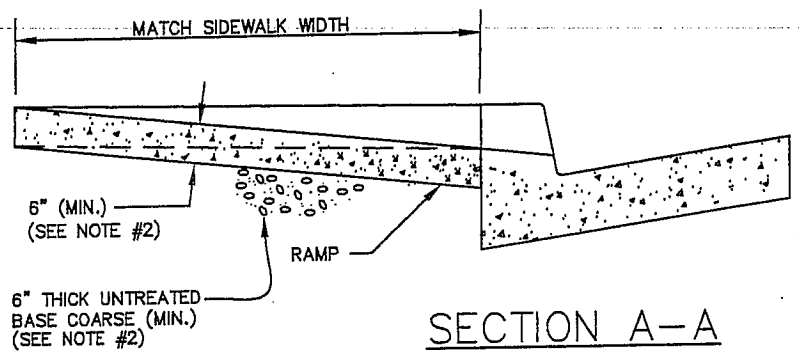 MATCH SIDEWALK WIDTH
6" (MIN.)
(SEE NOTE #2)
RAMP
6" THICK UNTREATED
BASE COARSE (MIN.)
(SEE NOTE #2)
SECTION A-A